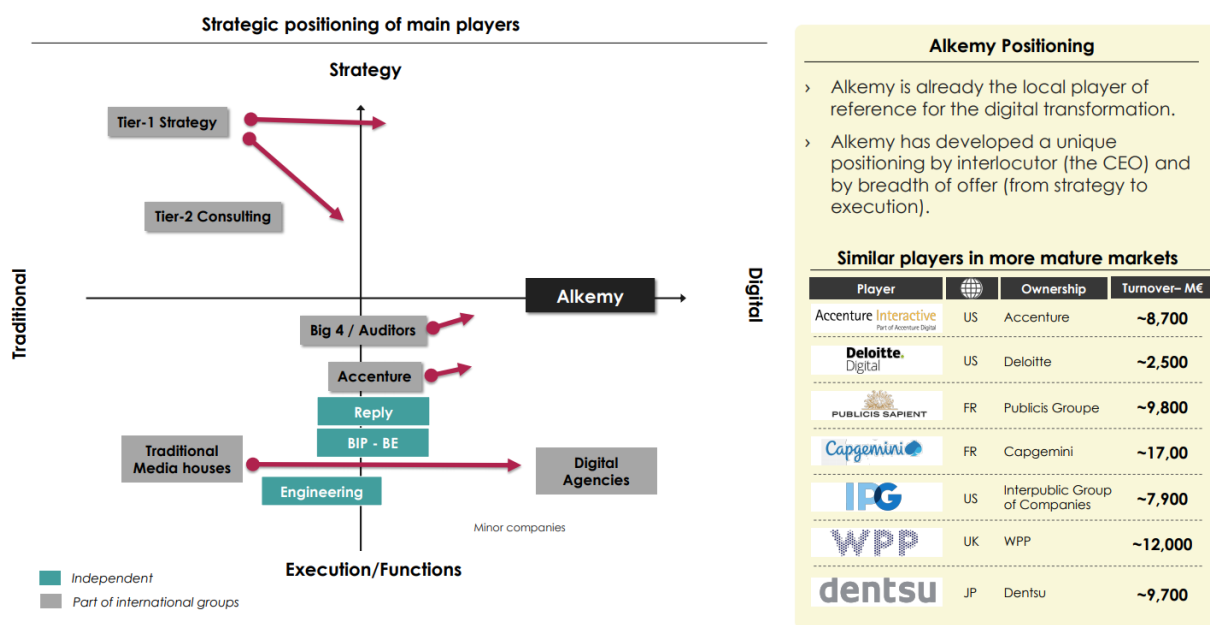 Strategic positioning of main players
Strategy
Tier-1 Strategy
Tier-2 Consulting
Traditional
Digital
Alkemy
Big 4 / Auditors
Accenture
Reply
BIP - BE
Traditional
Media houses
Digital
Agencies
Engineering
Minor companies
Execution/Functions
Independent
Part of international groups
Alkemy Positioning
› Alkemy is already the local player of
reference for the digital transformation.
› Alkemy has developed a unique
positioning by interlocutor (the CEO) and
by breadth of offer (from strategy to
execution).
Similar players in more mature markets
Player Ownership Turnover– M€
Accenture Interactive
Part of Accenture Digital
US Accenture ~8,700
Deloitte.
Digital
US Deloitte ~2,500
PUBLICIS SAPIENT FR Publicis Groupe ~9,800
Capgemini FR Capgemini ~17,00
IPG US Interpublic Group
of Companies ~7,900
WPP UK WPP ~12,000
dentsu JP Dentsu ~9,700